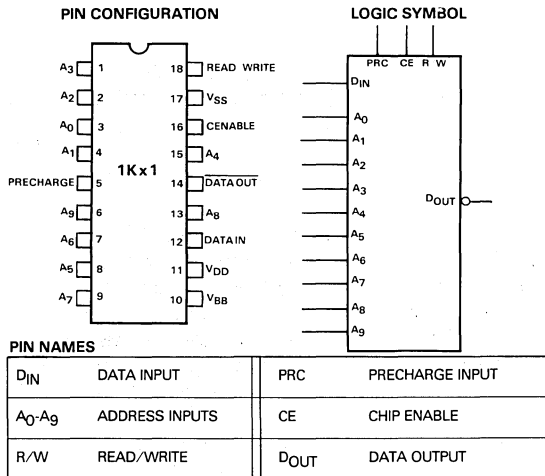 PIN CONFIGURATION
A3 1
A2 2
A0 3
A1 4
PRECHARGE 5
A9 6
A6 7
A5 8
A7 9
18 READ WRITE
17 VSS
16 CENABLE
15 A4
14 DATA OUT
13 A8
12 DATA IN
11 VDD
10 VBB
1K x 1
LOGIC SYMBOL
PRC CE R W
DIN
A0
A1
A2
A3
A4
A5
A6
A7
A8
A9
DOUT
PIN NAMES
DIN DATA INPUT PRC PRECHARGE INPUT
A0-A9 ADDRESS INPUTS CE CHIP ENABLE
R/W READ/WRITE DOUT DATA OUTPUT